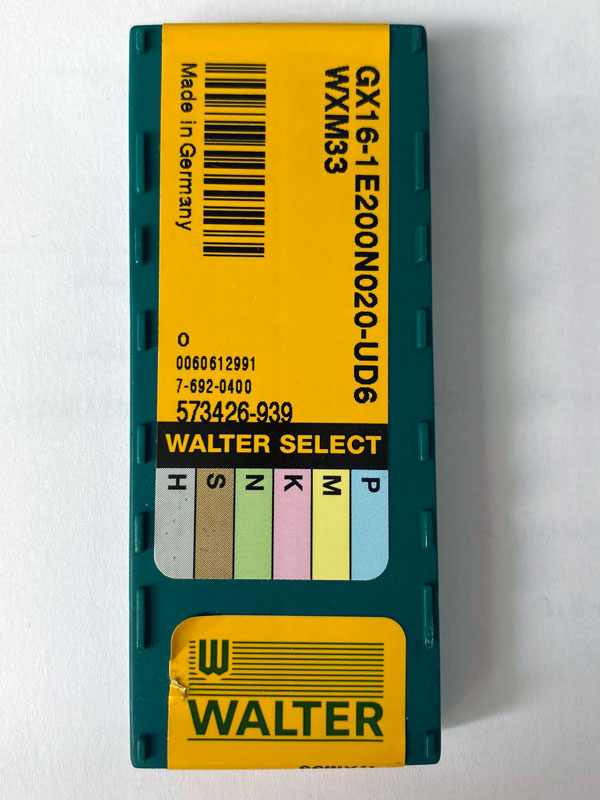 GX16-1E200N020-UD6
WXM33
Made in Germany
0
0060612991
7-692-0400
573426-939
WALTER SELECT
P
M
K
N
S
H
W
WALTER